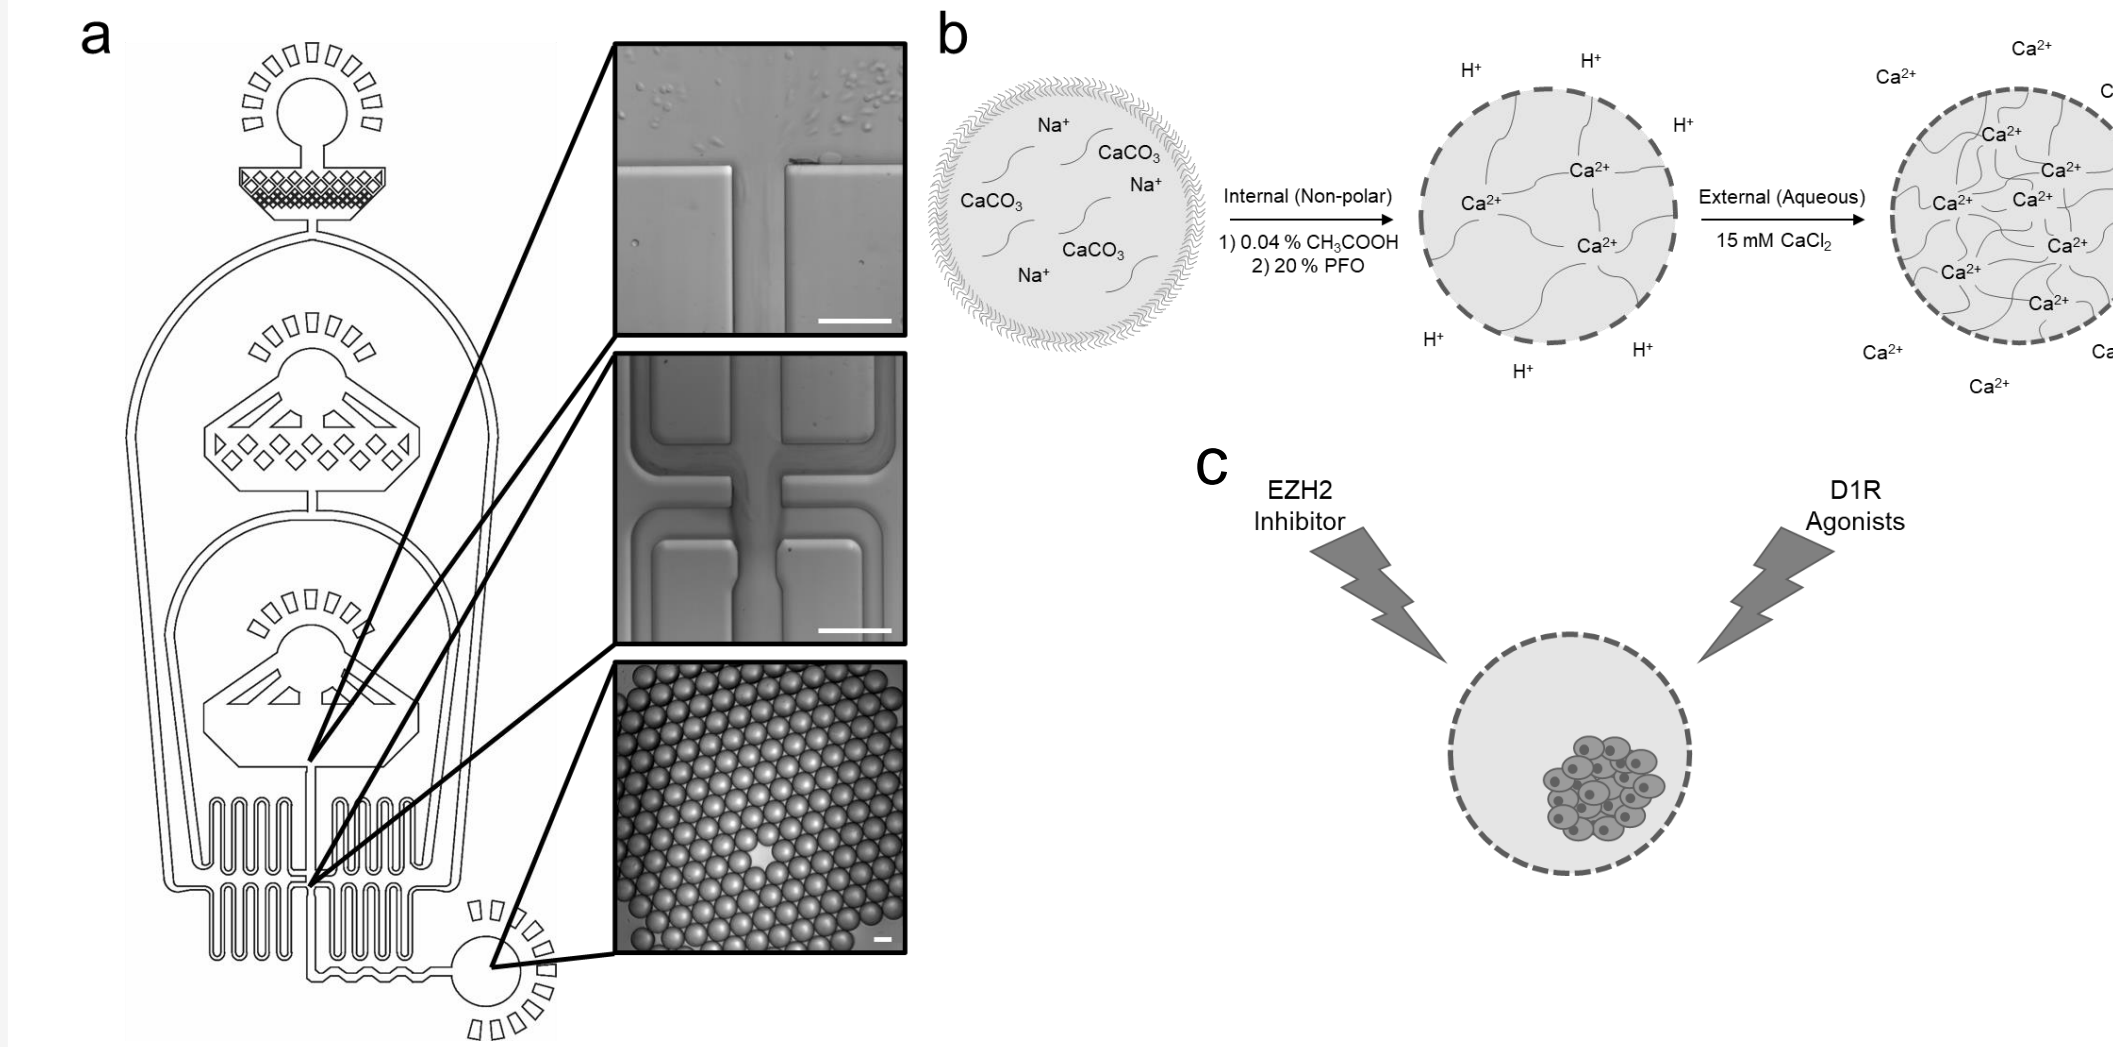 a
b
Na⁺
CaCO₃
Na⁺
CaCO₃
CaCO₃
Na⁺
Internal (Non-polar)
1) 0.04 % CH₃COOH
2) 20 % PFO
H⁺
H⁺
H⁺
Ca²⁺
Ca²⁺
Ca²⁺
H⁺
H⁺
H⁺
External (Aqueous)
15 mM CaCl₂
Ca²⁺
Ca²⁺
C
Ca²⁺
Ca²⁺
Ca²⁺
Ca²⁺
Ca²⁺
Ca²⁺
Ca²⁺
Ca²⁺
Ca
Ca²⁺
c
EZH2
Inhibitor
D1R
Agonists